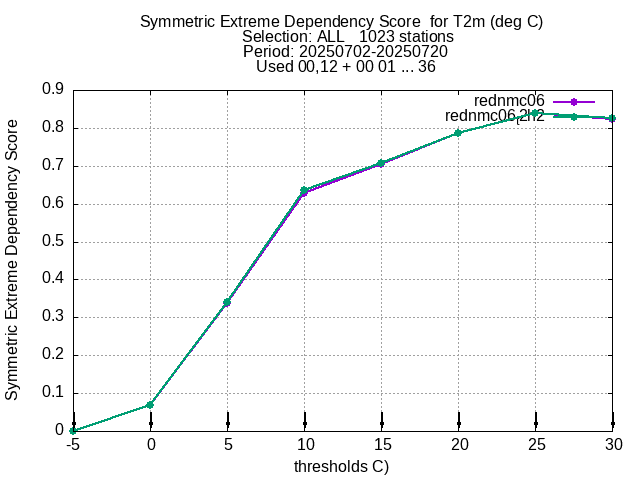 Symmetric Extreme Dependency Score for T2m (deg C)
Selection: ALL 1023 stations
Period: 20250702-20250720
Used 00,12 + 00 01 ... 36
Symmetric Extreme Dependency Score
0.9
0.8
0.7
0.6
0.5
0.4
0.3
0.2
0.1
0
rednmc06
rednmc06,2h2
-5 0 5 10 15 20 25 30
thresholds C)